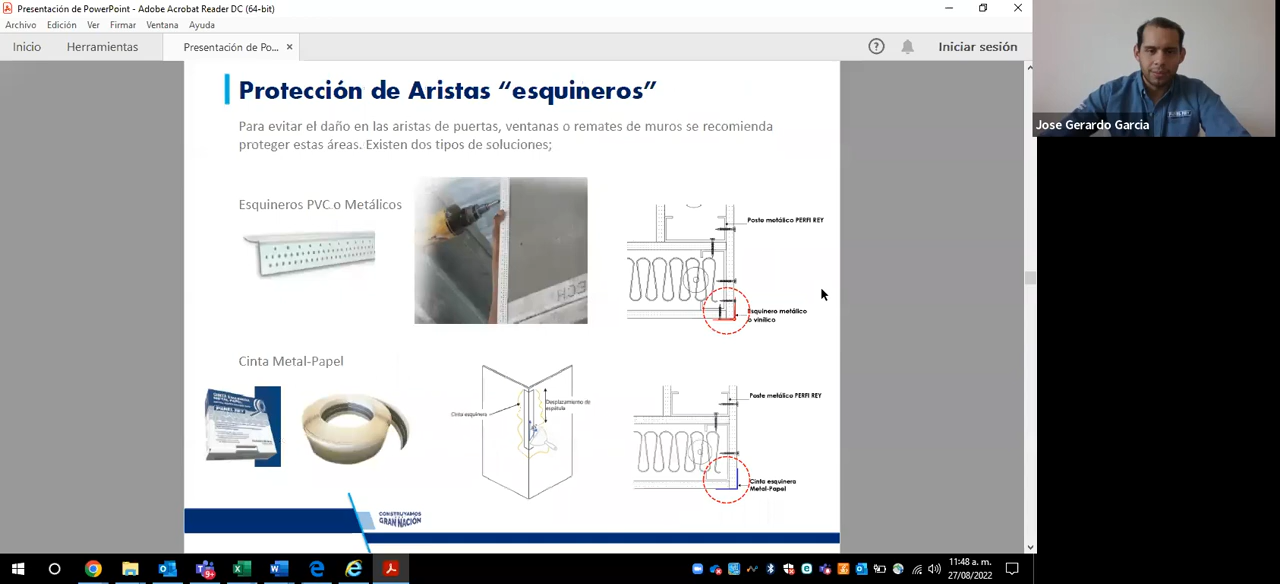 Presentación de PowerPoint - Adobe Acrobat Reader DC (64-bit)
Archivo Edición Ver Firmar Ventana Ayuda
Inicio Herramientas Presentación de Po... × Iniciar sesión
Jose Gerardo Garcia
Protección de Aristas “esquineros”
Para evitar el daño en las aristas de puertas, ventanas o remates de muros se recomienda
proteger estas áreas. Existen dos tipos de soluciones;
Esquineros PVC o Metálicos
Poste metálico PERFI REY
Esquinero metálico
o vinílico
Cinta Metal-Papel
PANEL REY
Cinta esquinera
Desplazamiento de
espátula
Poste metálico PERFI REY
Cinta esquinera
Metal-Papel
CONSTRUYAMOS
GRAN NACIÓN
11:48 a. m.
27/08/2022